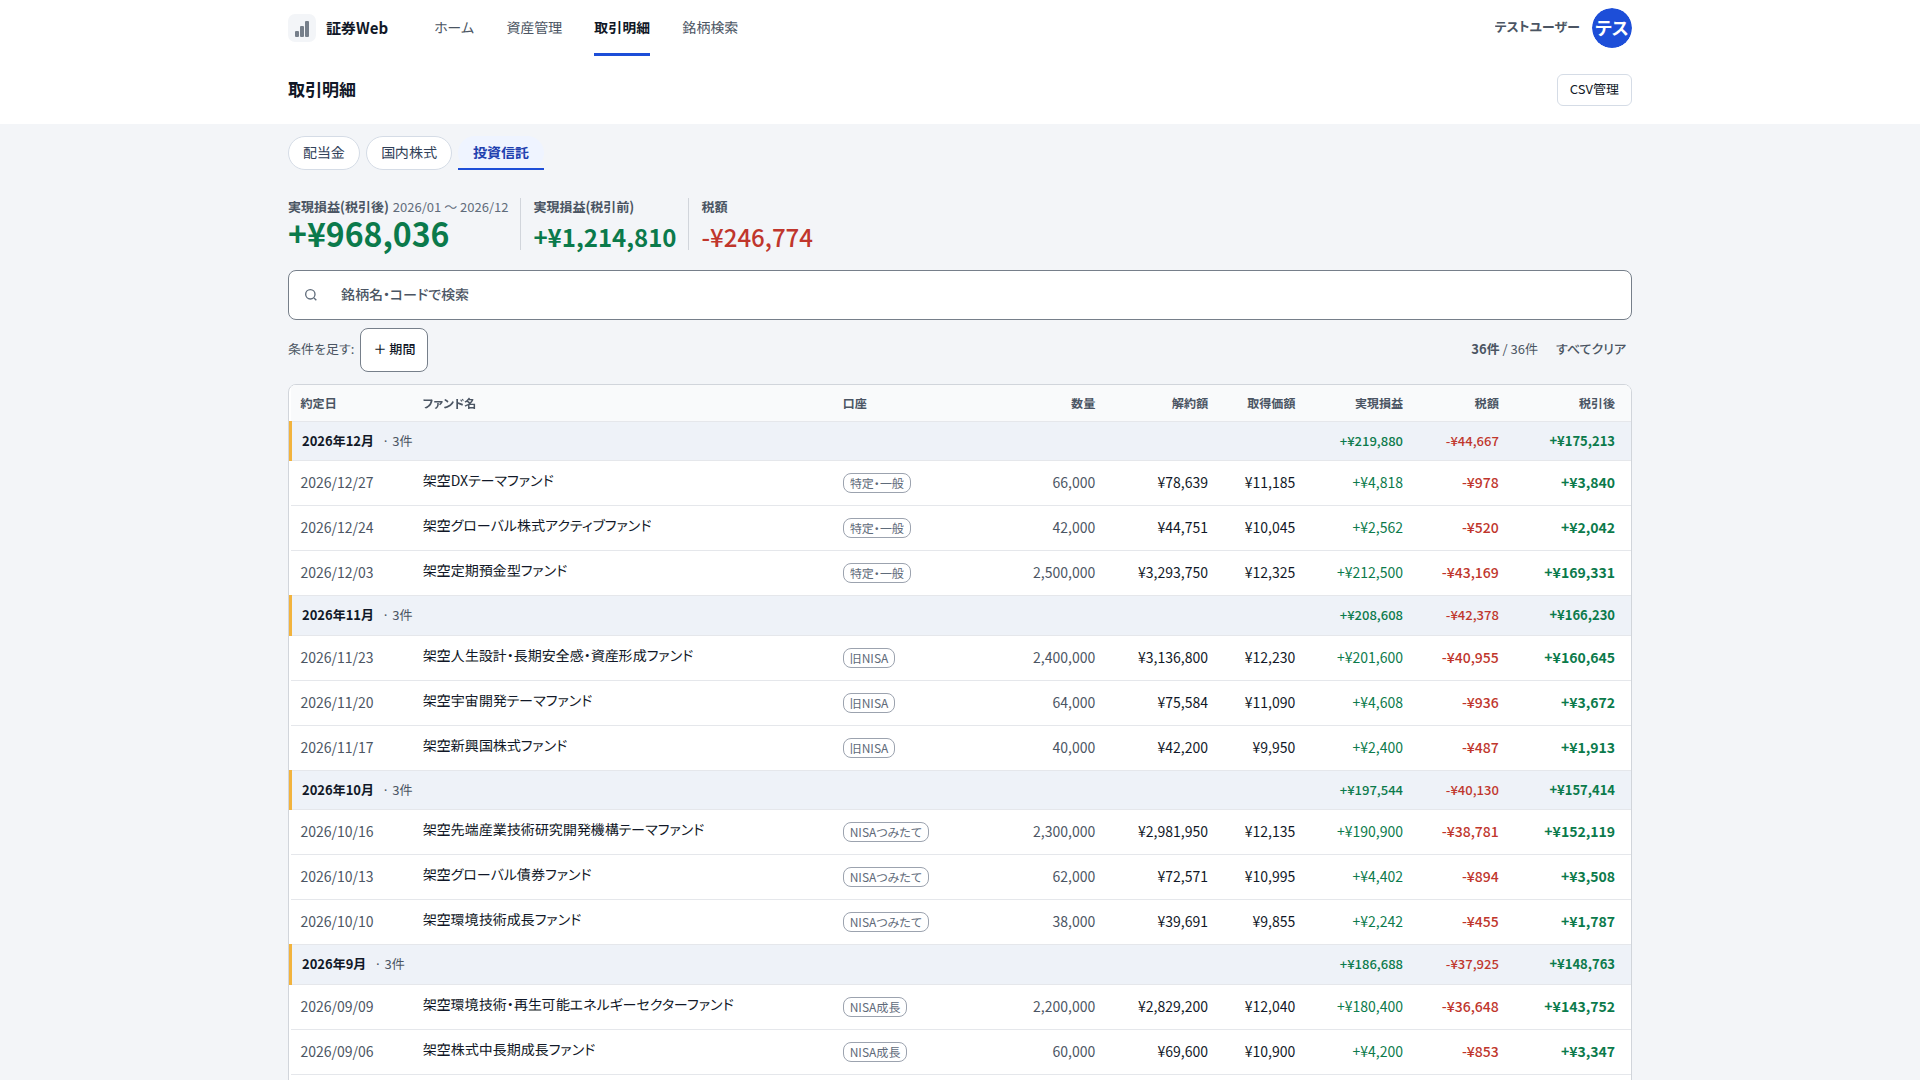 証券Web ホーム 資産管理 取引明細 銘柄検索 テストユーザー テス
取引明細 CSV管理
配当金 国内株式 投資信託
実現損益(税引後) 2026/01 〜 2026/12 実現損益(税引前) 税額
+¥968,036 +¥1,214,810 -¥246,774
銘柄名・コードで検索
条件を足す: ＋ 期間 36件 / 36件 すべてクリア
約定日 ファンド名 口座 数量 解約額 取得価額 実現損益 税額 税引後
2026年12月 · 3件 +¥219,880 -¥44,667 +¥175,213
2026/12/27 架空DXテーマファンド 特定・一般 66,000 ¥78,639 ¥11,185 +¥4,818 -¥978 +¥3,840
2026/12/24 架空グローバル株式アクティブファンド 特定・一般 42,000 ¥44,751 ¥10,045 +¥2,562 -¥520 +¥2,042
2026/12/03 架空定期預金型ファンド 特定・一般 2,500,000 ¥3,293,750 ¥12,325 +¥212,500 -¥43,169 +¥169,331
2026年11月 · 3件 +¥208,608 -¥42,378 +¥166,230
2026/11/23 架空人生設計・長期安全感・資産形成ファンド 旧NISA 2,400,000 ¥3,136,800 ¥12,230 +¥201,600 -¥40,955 +¥160,645
2026/11/20 架空宇宙開発テーマファンド 旧NISA 64,000 ¥75,584 ¥11,090 +¥4,608 -¥936 +¥3,672
2026/11/17 架空新興国株式ファンド 旧NISA 40,000 ¥42,200 ¥9,950 +¥2,400 -¥487 +¥1,913
2026年10月 · 3件 +¥197,544 -¥40,130 +¥157,414
2026/10/16 架空先端産業技術研究開発機構テーマファンド NISAつみたて 2,300,000 ¥2,981,950 ¥12,135 +¥190,900 -¥38,781 +¥152,119
2026/10/13 架空グローバル債券ファンド NISAつみたて 62,000 ¥72,571 ¥10,995 +¥4,402 -¥894 +¥3,508
2026/10/10 架空環境技術成長ファンド NISAつみたて 38,000 ¥39,691 ¥9,855 +¥2,242 -¥455 +¥1,787
2026年9月 · 3件 +¥186,688 -¥37,925 +¥148,763
2026/09/09 架空環境技術・再生可能エネルギーセクターファンド NISA成長 2,200,000 ¥2,829,200 ¥12,040 +¥180,400 -¥36,648 +¥143,752
2026/09/06 架空株式中長期成長ファンド NISA成長 60,000 ¥69,600 ¥10,900 +¥4,200 -¥853 +¥3,347